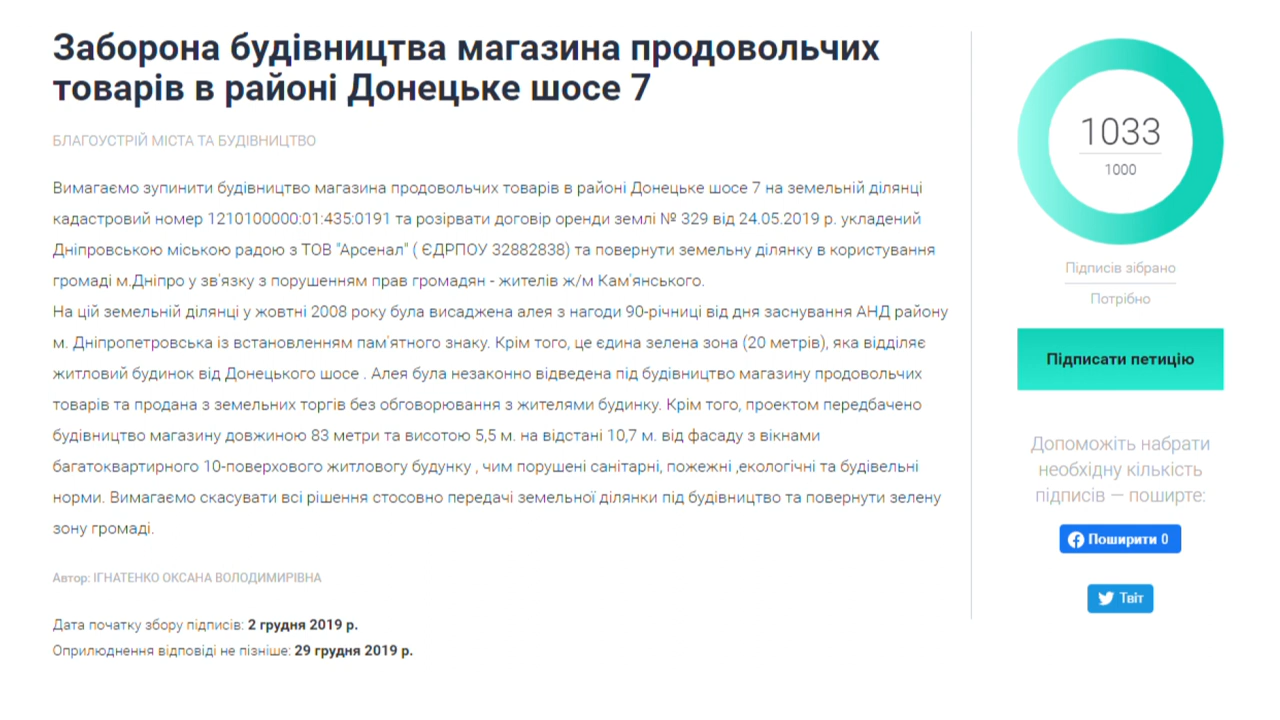 Заборона будівництва магазина продовольчих
товарів в районі Донецьке шосе 7
БЛАГОУСТРІЙ МІСТА ТА БУДІВНИЦТВО
Вимагаємо зупинити будівництво магазина продовольчих товарів в районі Донецьке шосе 7 на земельній ділянці
кадастровий номер 1210100000:01:435:0191 та розірвати договір оренди землі № 329 від 24.05.2019 р. укладений
Дніпровською міською радою з ТОВ "Арсенал" ( ЄДРПОУ 32882838) та повернути земельну ділянку в користування
громаді м.Дніпро у зв'язку з порушенням прав громадян - жителів ж/м Кам'янського.
На цій земельній ділянці у жовтні 2008 року була висаджена алея з нагоди 90-річниці від дня заснування АНД району
м. Дніпропетровська із встановленням пам'ятного знаку. Крім того, це єдина зелена зона (20 метрів), яка відділяє
житловий будинок від Донецького шосе . Алея була незаконно відведена під будівництво магазину продовольчих
товарів та продана з земельних торгів без обговорювання з жителями будинку. Крім того, проектом передбачено
будівництво магазину довжиною 83 метри та висотою 5,5 м. на відстані 10,7 м. від фасаду з вікнами
багатоквартирного 10-поверхового житловогу будунку , чим порушені санітарні, пожежні ,екологічні та будівельні
норми. Вимагаємо скасувати всі рішення стосовно передачі земельної ділянки під будівництво та повернути зелену
зону громаді.
Автор: ІГНАТЕНКО ОКСАНА ВОЛОДИМИРІВНА
Дата початку збору підписів: 2 грудня 2019 р.
Оприлюднення відповіді не пізніше: 29 грудня 2019 р.
1033
1000
Підписів зібрано
Потрібно
Підписати петицію
Допоможіть набрати
необхідну кількість
підписів — поширте:
Поширити 0
Твіт